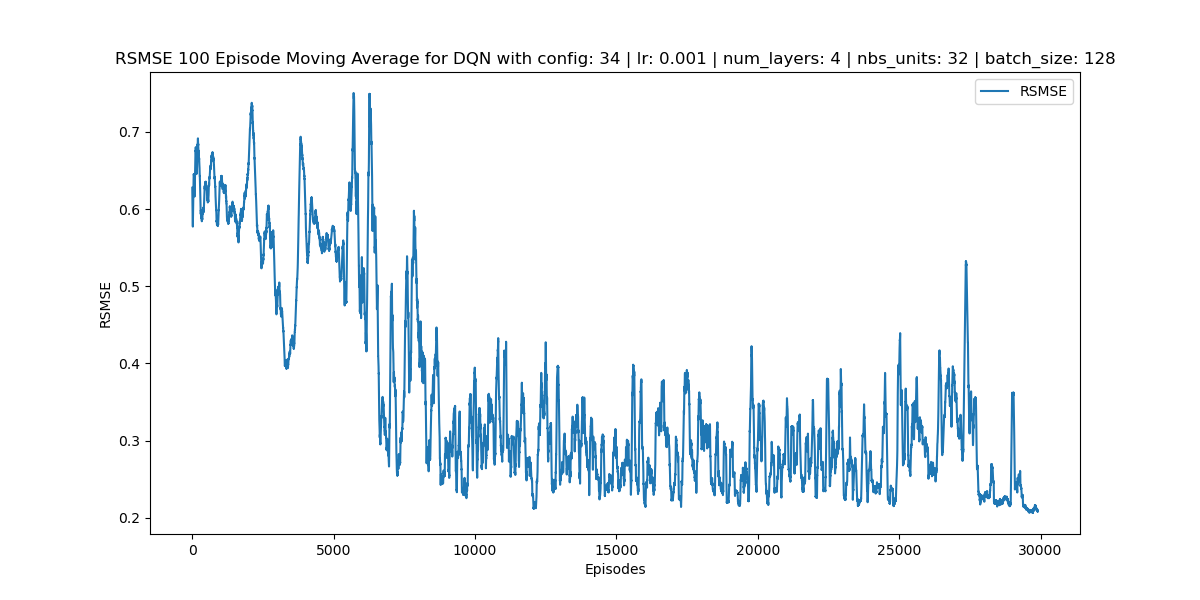 RSMSE 100 Episode Moving Average for DQN with config: 34 | lr: 0.001 | num_layers: 4 | nbs_units: 32 | batch_size: 128
RSMSE
0.7
0.6
0.5
0.4
0.3
0.2
RSMSE
0 5000 10000 15000 20000 25000 30000
Episodes